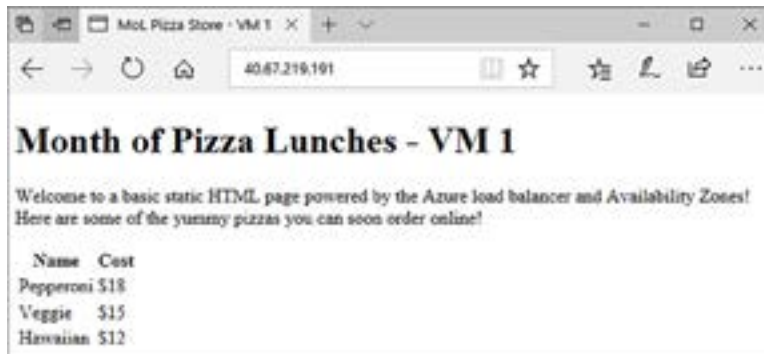 MoL Pizza Store - VM 1
40.67.219.191
Month of Pizza Lunches - VM 1
Welcome to a basic static HTML page powered by the Azure load balancer and Availability Zones!
Here are some of the yummy pizzas you can soon order online!
Name Cost
Pepperoni $18
Veggie $15
Hawaiian $12